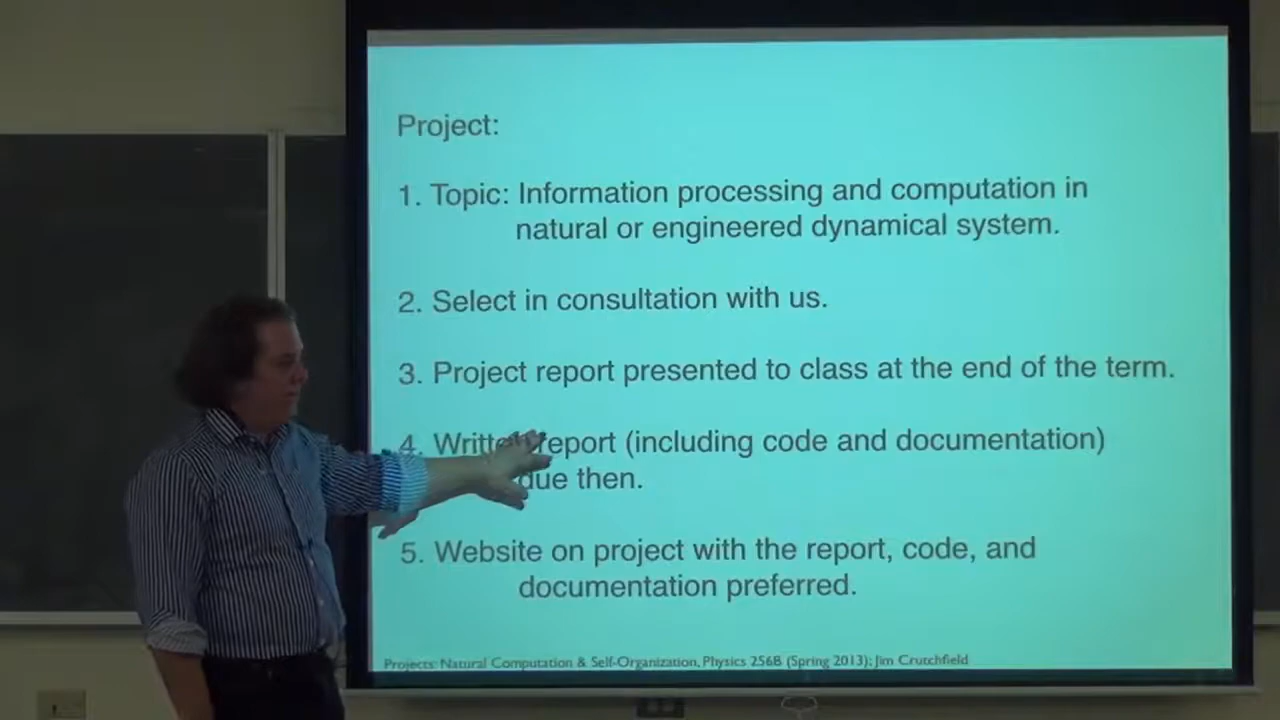 Project:
1. Topic: Information processing and computation in
natural or engineered dynamical system.
2. Select in consultation with us.
3. Project report presented to class at the end of the term.
4. Written report (including code and documentation)
due then.
5. Website on project with the report, code, and
documentation preferred.
Projects: Natural Computation & Self-Organization, Physics 256B (Spring 2013); Jim Crutchfield